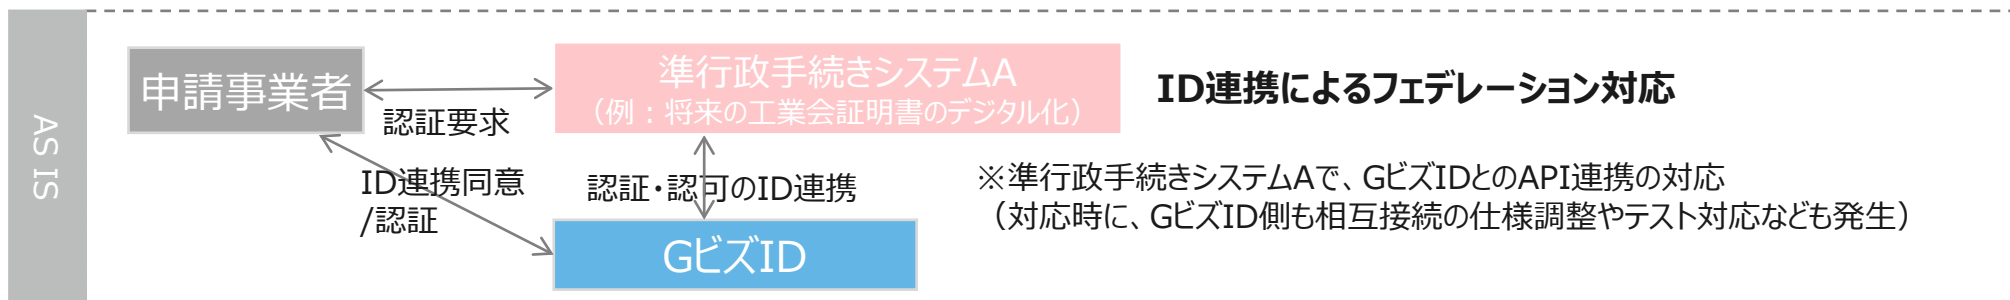 AS IS
申請事業者
準行政手続きシステムA
（例：将来の工業会証明書のデジタル化）
認証要求
ID連携同意
/認証
認証・認可のID連携
GビズID
ID連携によるフェデレーション対応
※準行政手続きシステムAで、GビズIDとのAPI連携の対応
（対応時に、GビズID側も相互接続の仕様調整やテスト対応なども発生）